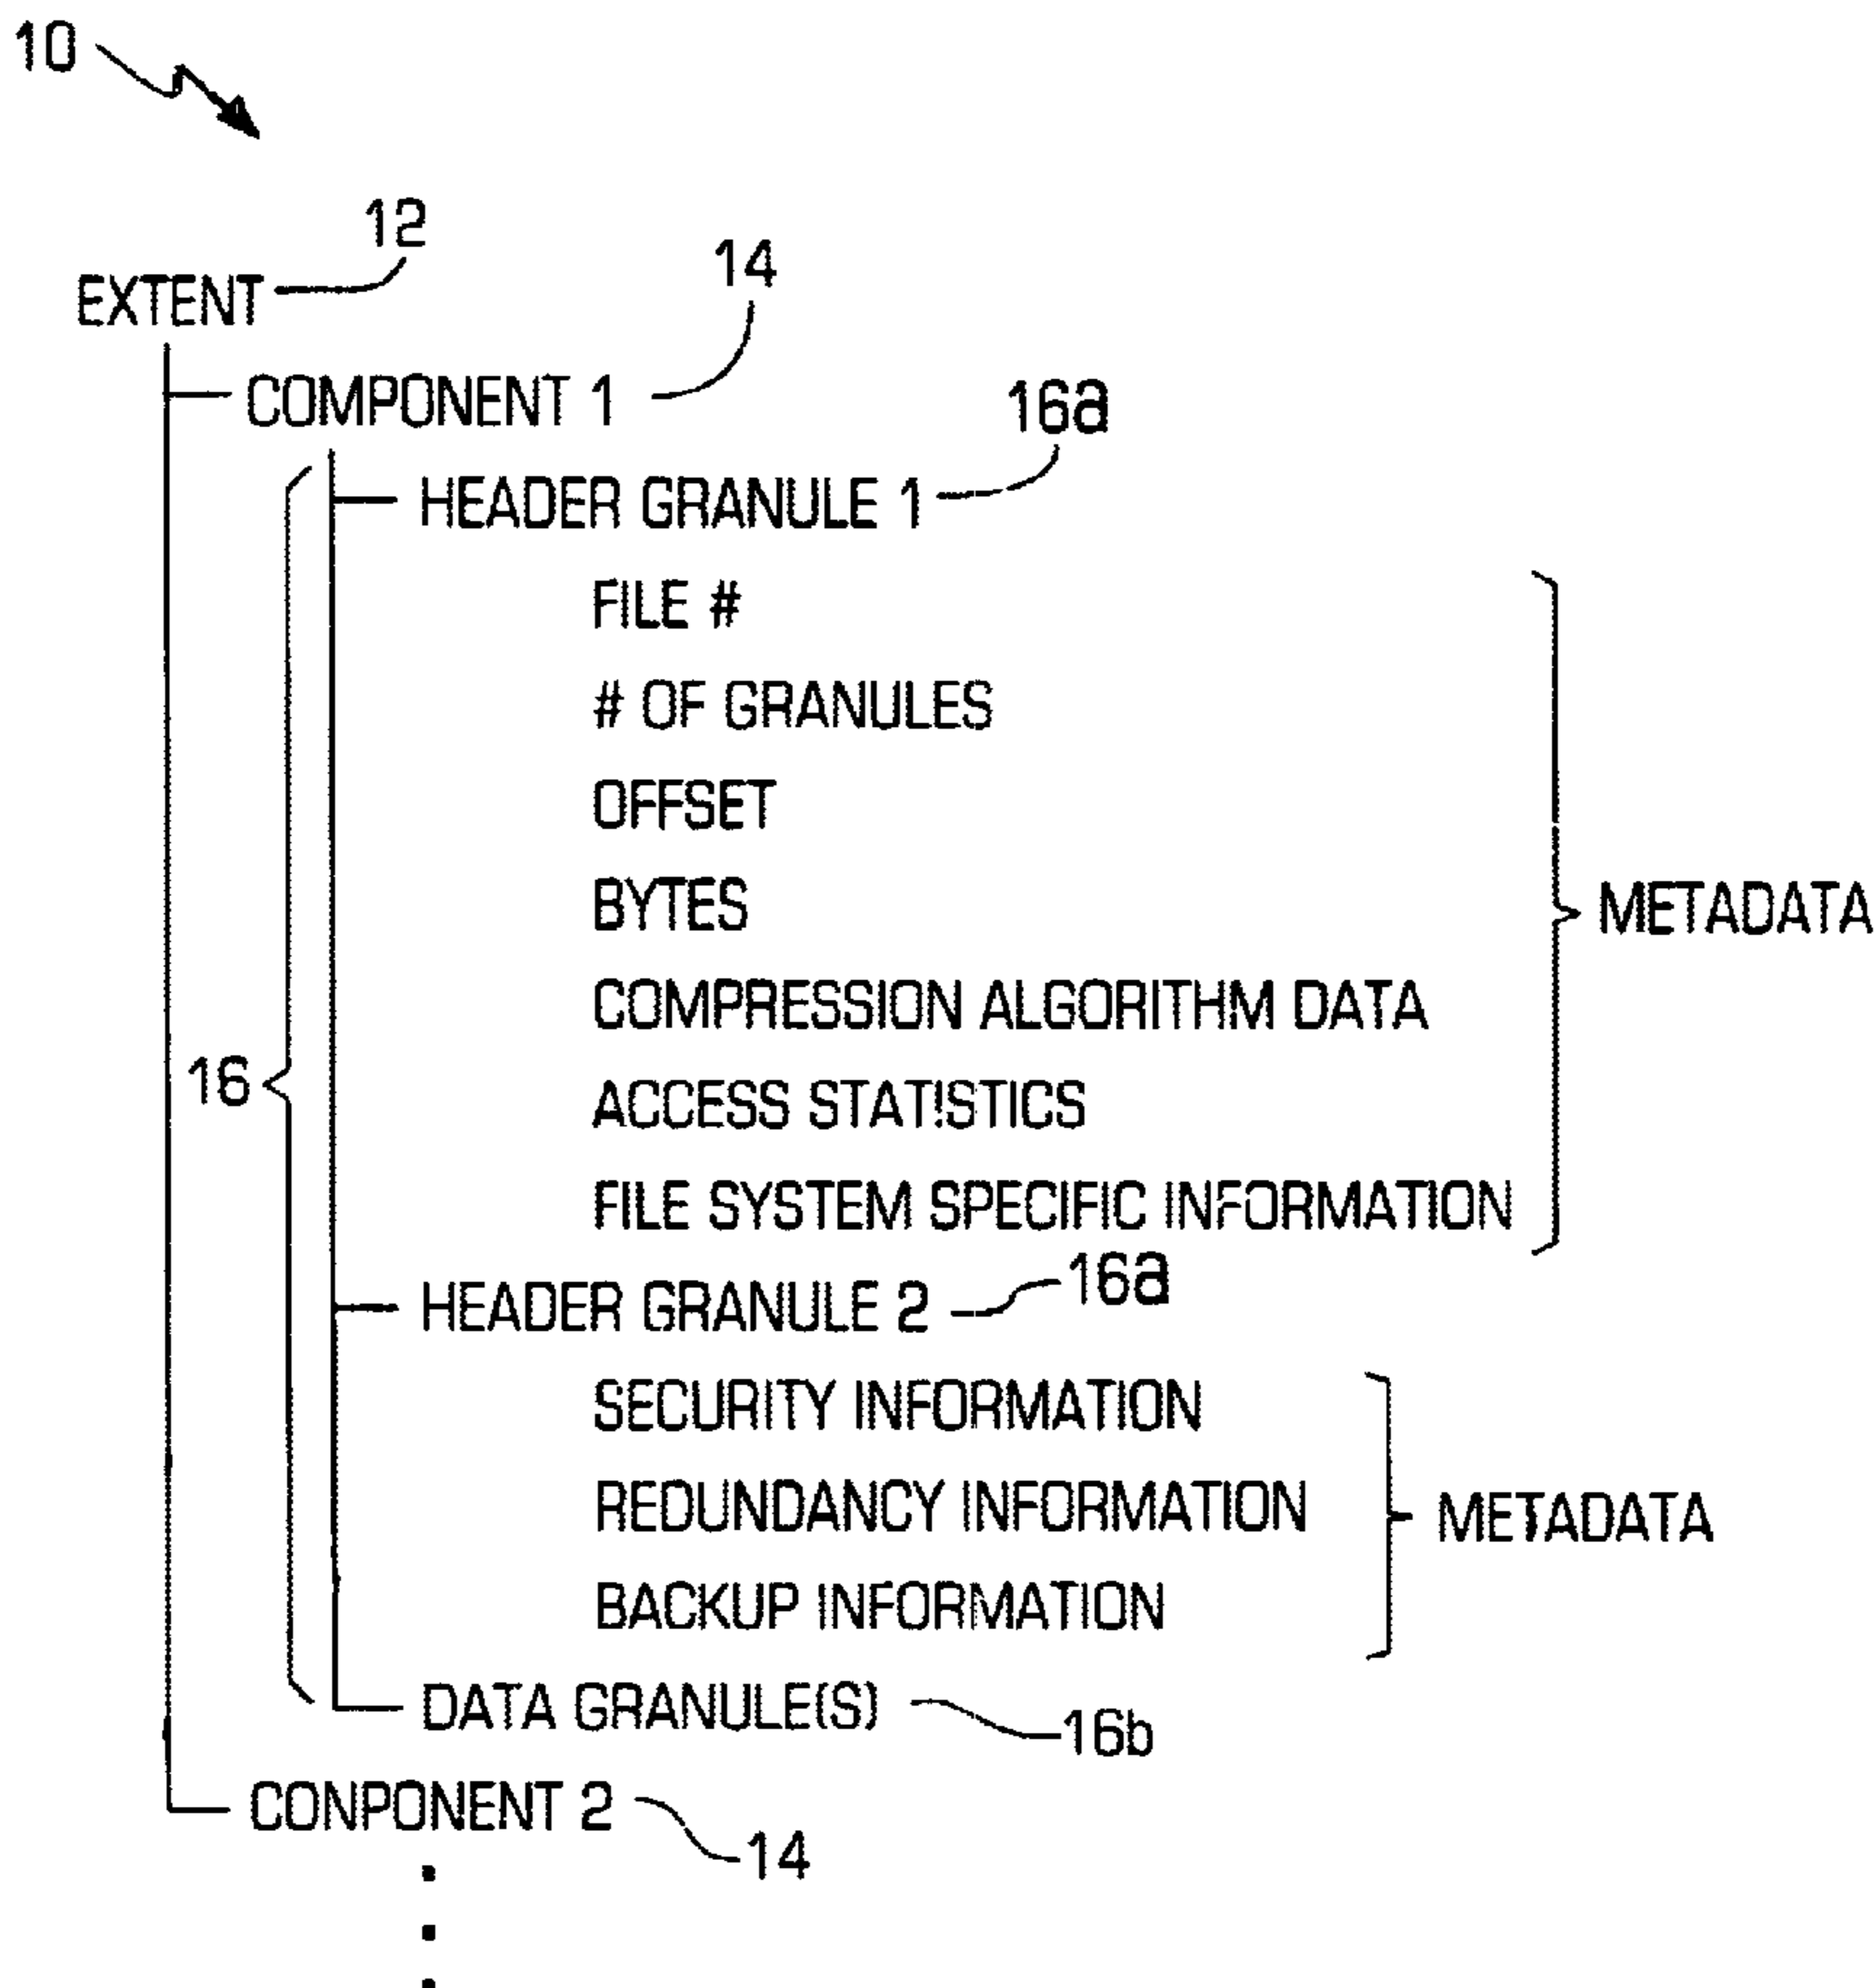 10
12
EXTENT
14
COMPONENT 1
16a
HEADER GRANULE 1
FILE #
# OF GRANULES
OFFSET
BYTES
METADATA
COMPRESSION ALGORITHM DATA
16
ACCESS STATISTICS
FILE SYSTEM SPECIFIC INFORMATION
HEADER GRANULE 2
16a
SECURITY INFORMATION
REDUNDANCY INFORMATION
METADATA
BACKUP INFORMATION
DATA GRANULE(S)
16b
CONPONENT 2
14